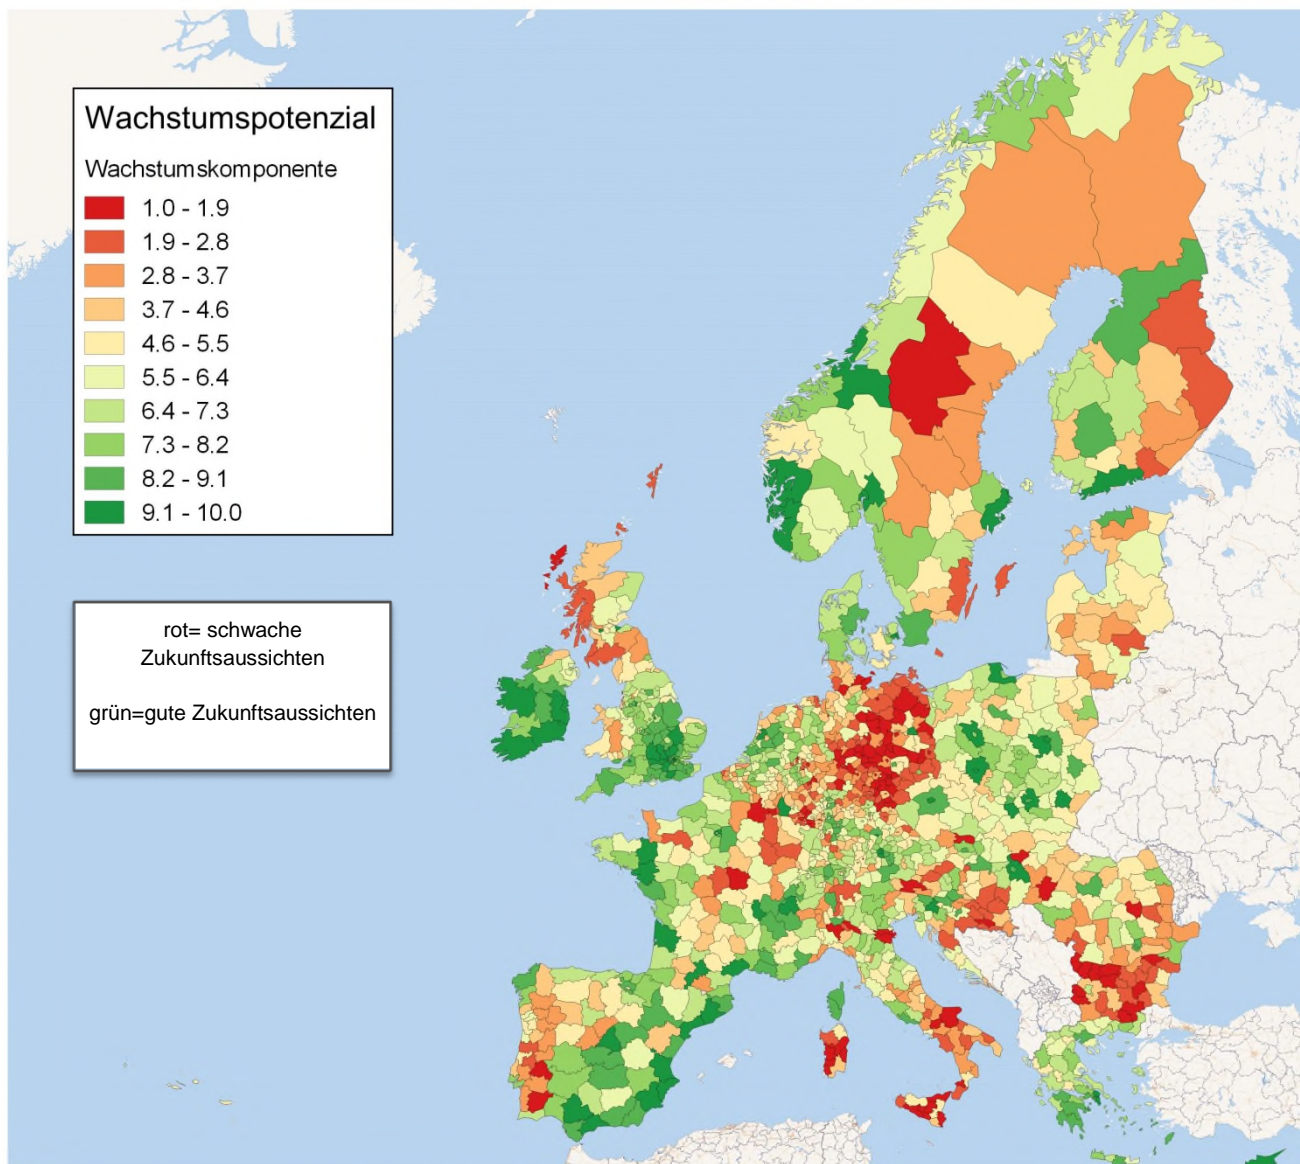 Wachstumspotenzial
Wachstumskomponente
1.0 - 1.9
1.9 - 2.8
2.8 - 3.7
3.7 - 4.6
4.6 - 5.5
5.5 - 6.4
6.4 - 7.3
7.3 - 8.2
8.2 - 9.1
9.1 - 10.0
rot= schwache
Zukunftsaussichten
grün=gute Zukunftsaussichten